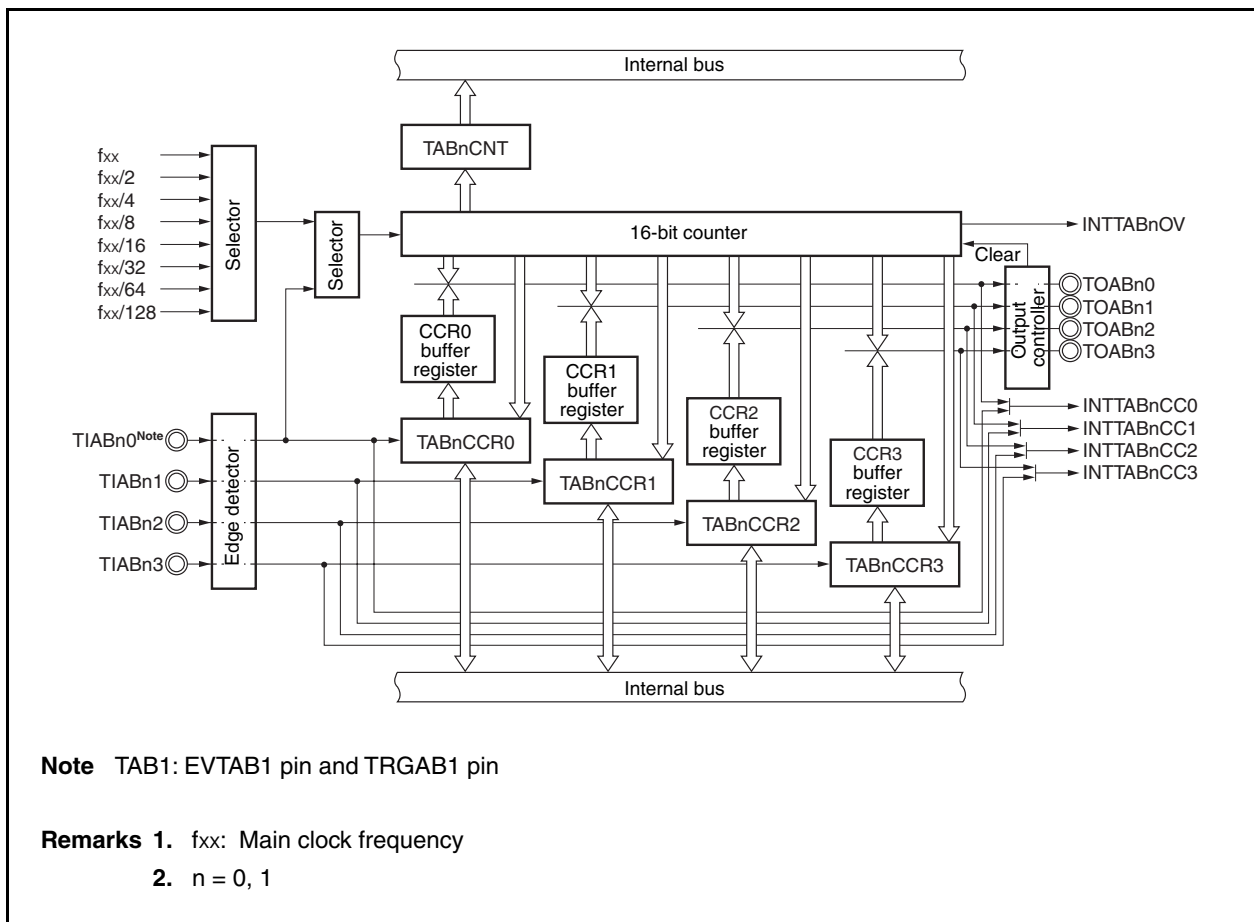 Internal bus
TABnCNT
fxx
fxx/2
fxx/4
fxx/8
fxx/16
fxx/32
fxx/64
fxx/128
Selector
Selector
16-bit counter
INTTABnOV
Clear
Output
controller
TOABn0
TOABn1
TOABn2
TOABn3
CCR0
buffer
register
CCR1
buffer
register
CCR2
buffer
register
CCR3
buffer
register
INTTABnCC0
INTTABnCC1
INTTABnCC2
INTTABnCC3
TIABn0Note
TIABn1
TIABn2
TIABn3
Edge detector
TABnCCR0
TABnCCR1
TABnCCR2
TABnCCR3
Internal bus
Note TAB1: EVTAB1 pin and TRGAB1 pin
Remarks 1. fxx: Main clock frequency
2. n = 0, 1